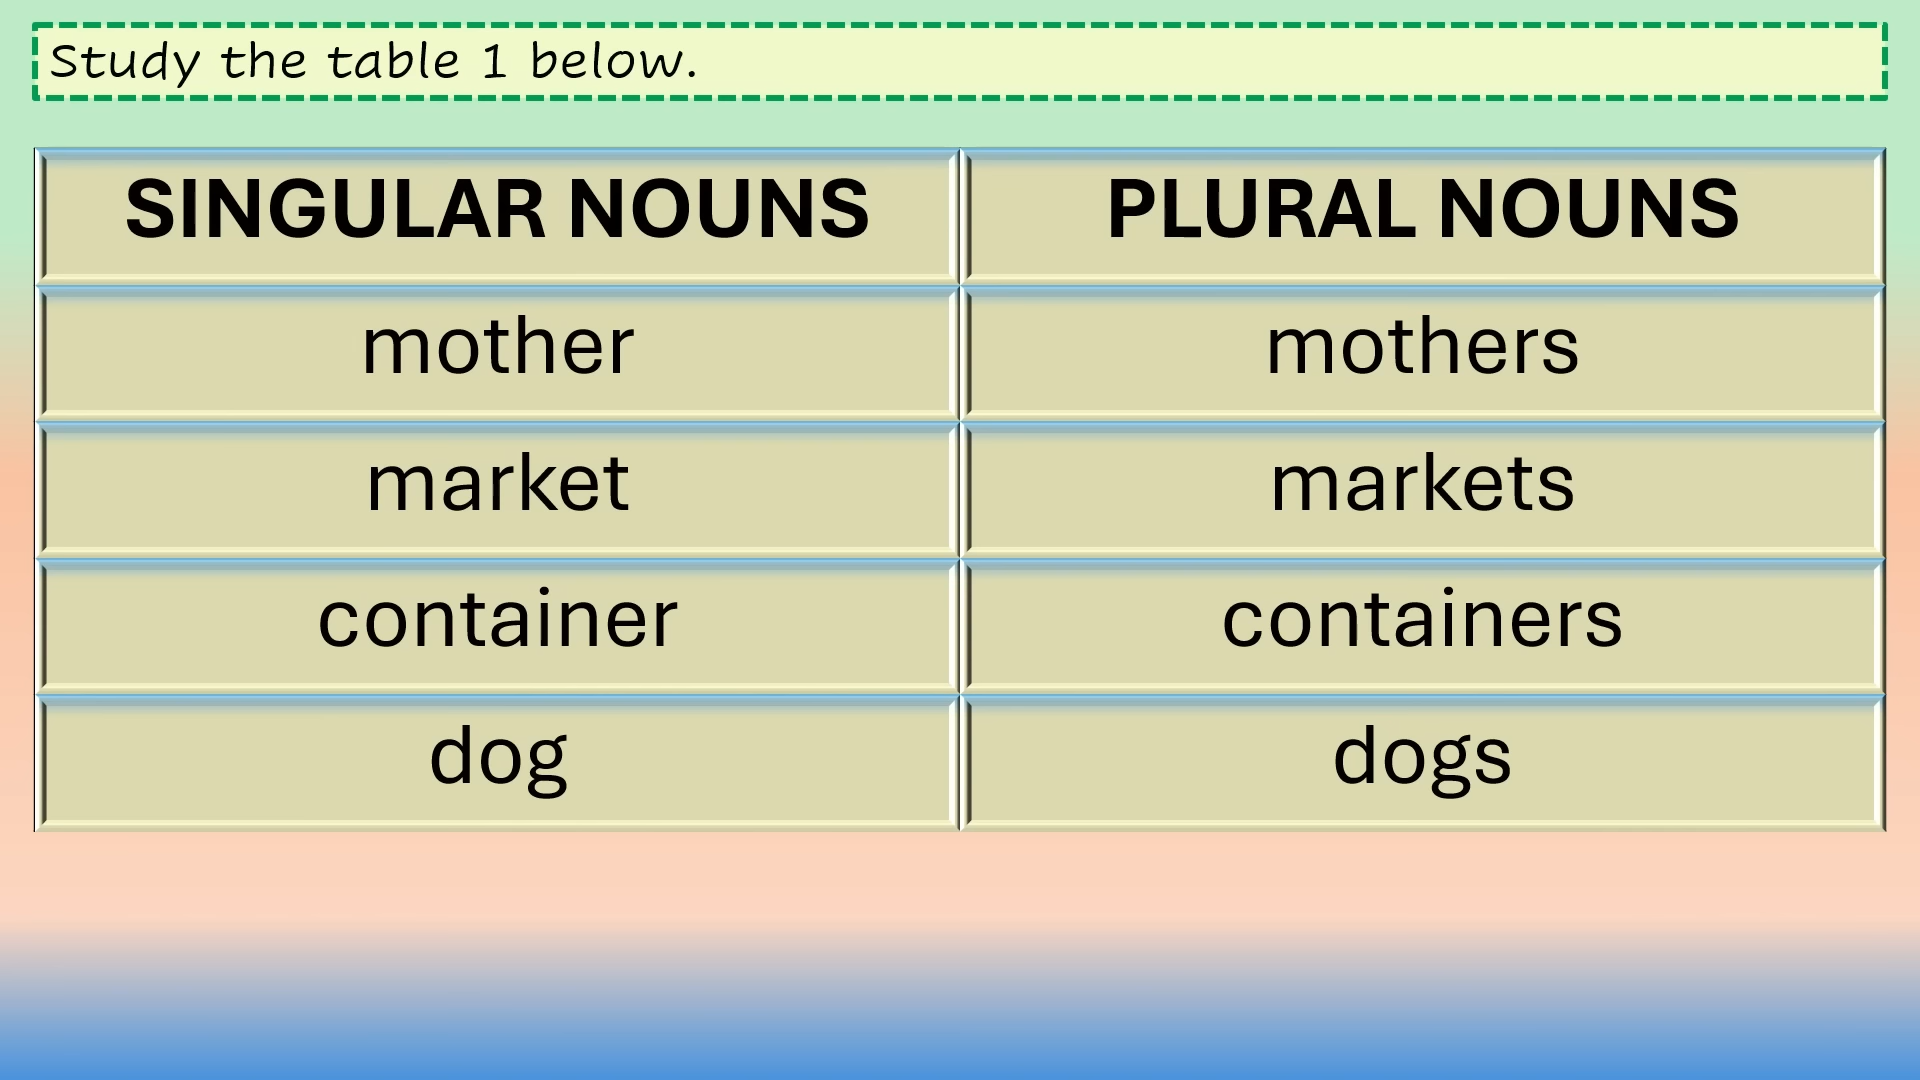 Study the table 1 below.
SINGULAR NOUNS PLURAL NOUNS
mother mothers
market markets
container containers
dog dogs